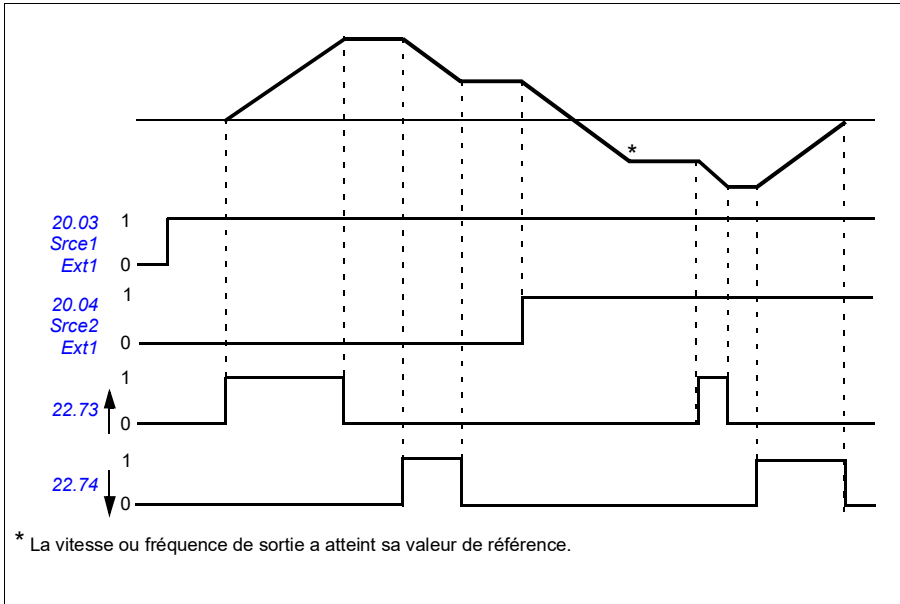 *
20.03
Srce1
Ext1
1
0
20.04
Srce2
Ext1
1
0
22.73
1
0
22.74
1
0
* La vitesse ou fréquence de sortie a atteint sa valeur de référence.